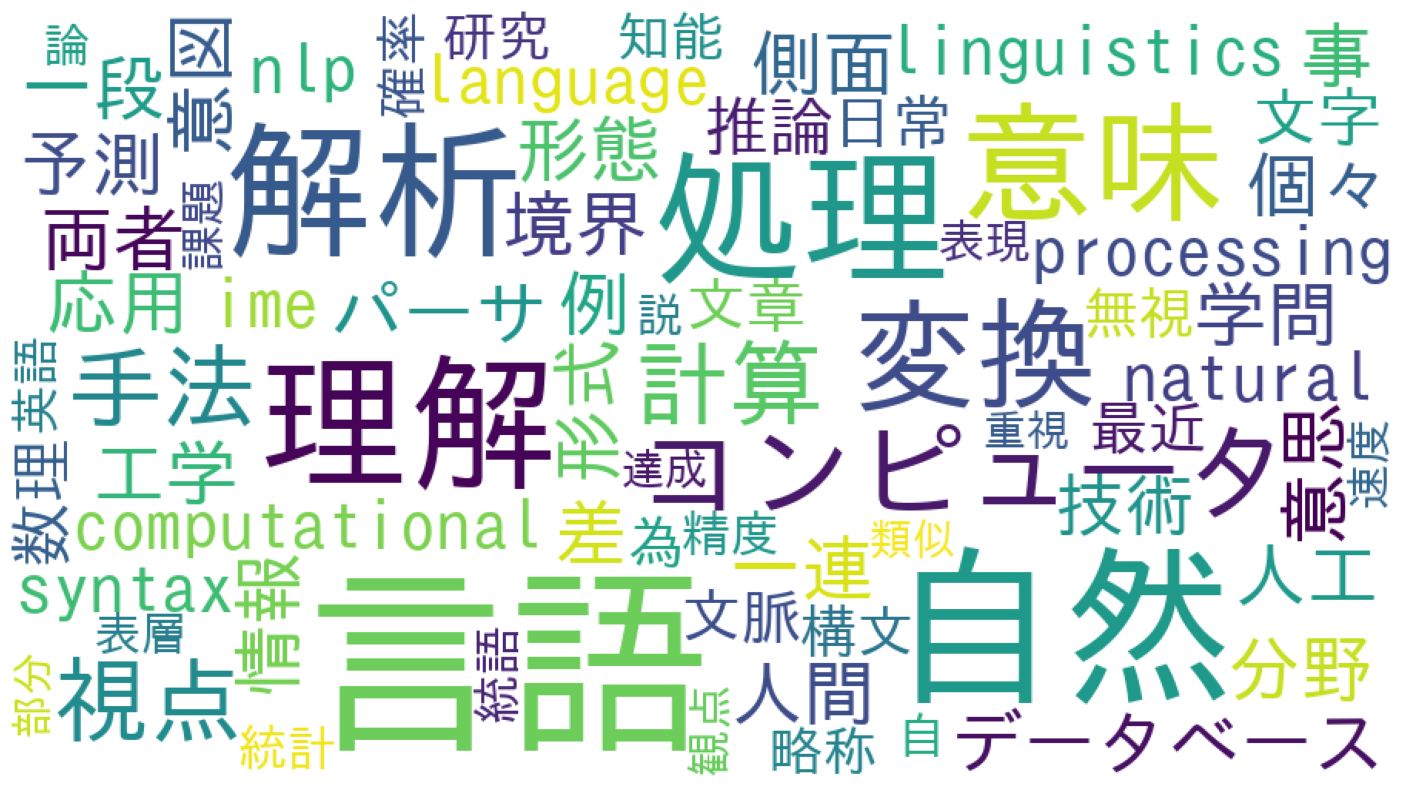 論
一段
意図
nlp
確率
研究
language
知能
側面
linguistics
事
予測
課題
解析
形態
推論
日常
意味
文字
両者
境界
処理
表現
個々
processing
応用
ime
パーサ
例
説
文章
変換
無視
学問
英語
手法
理解
形式
計算
natural
数理
工学
達成
コンピュータ
重視
最近
意思
速度
computational
差
為
精度
一連
類似
技術
syntax
情報
言語
自然
人工
表層
文脈
構文
部分
視点
統語
人間
分野
統計
観点
略称
自
データベース